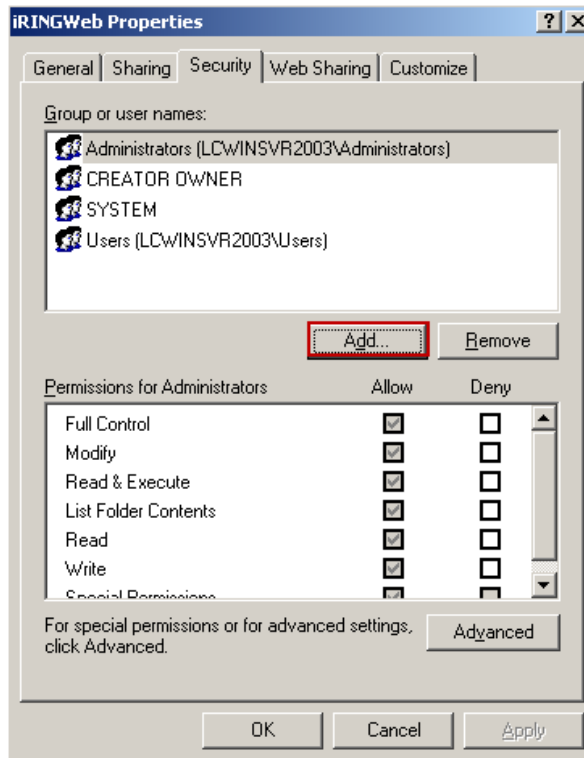 iRINGWeb Properties
General Sharing Security Web Sharing Customize
Group or user names:
Administrators (LCWINSVR2003\Administrators)
CREATOR OWNER
SYSTEM
Users (LCWINSVR2003\Users)
Add... Remove
Permissions for Administrators Allow Deny
Full Control
Modify
Read & Execute
List Folder Contents
Read
Write
Special Permissions
For special permissions or for advanced settings,
click Advanced.
Advanced
OK Cancel Apply